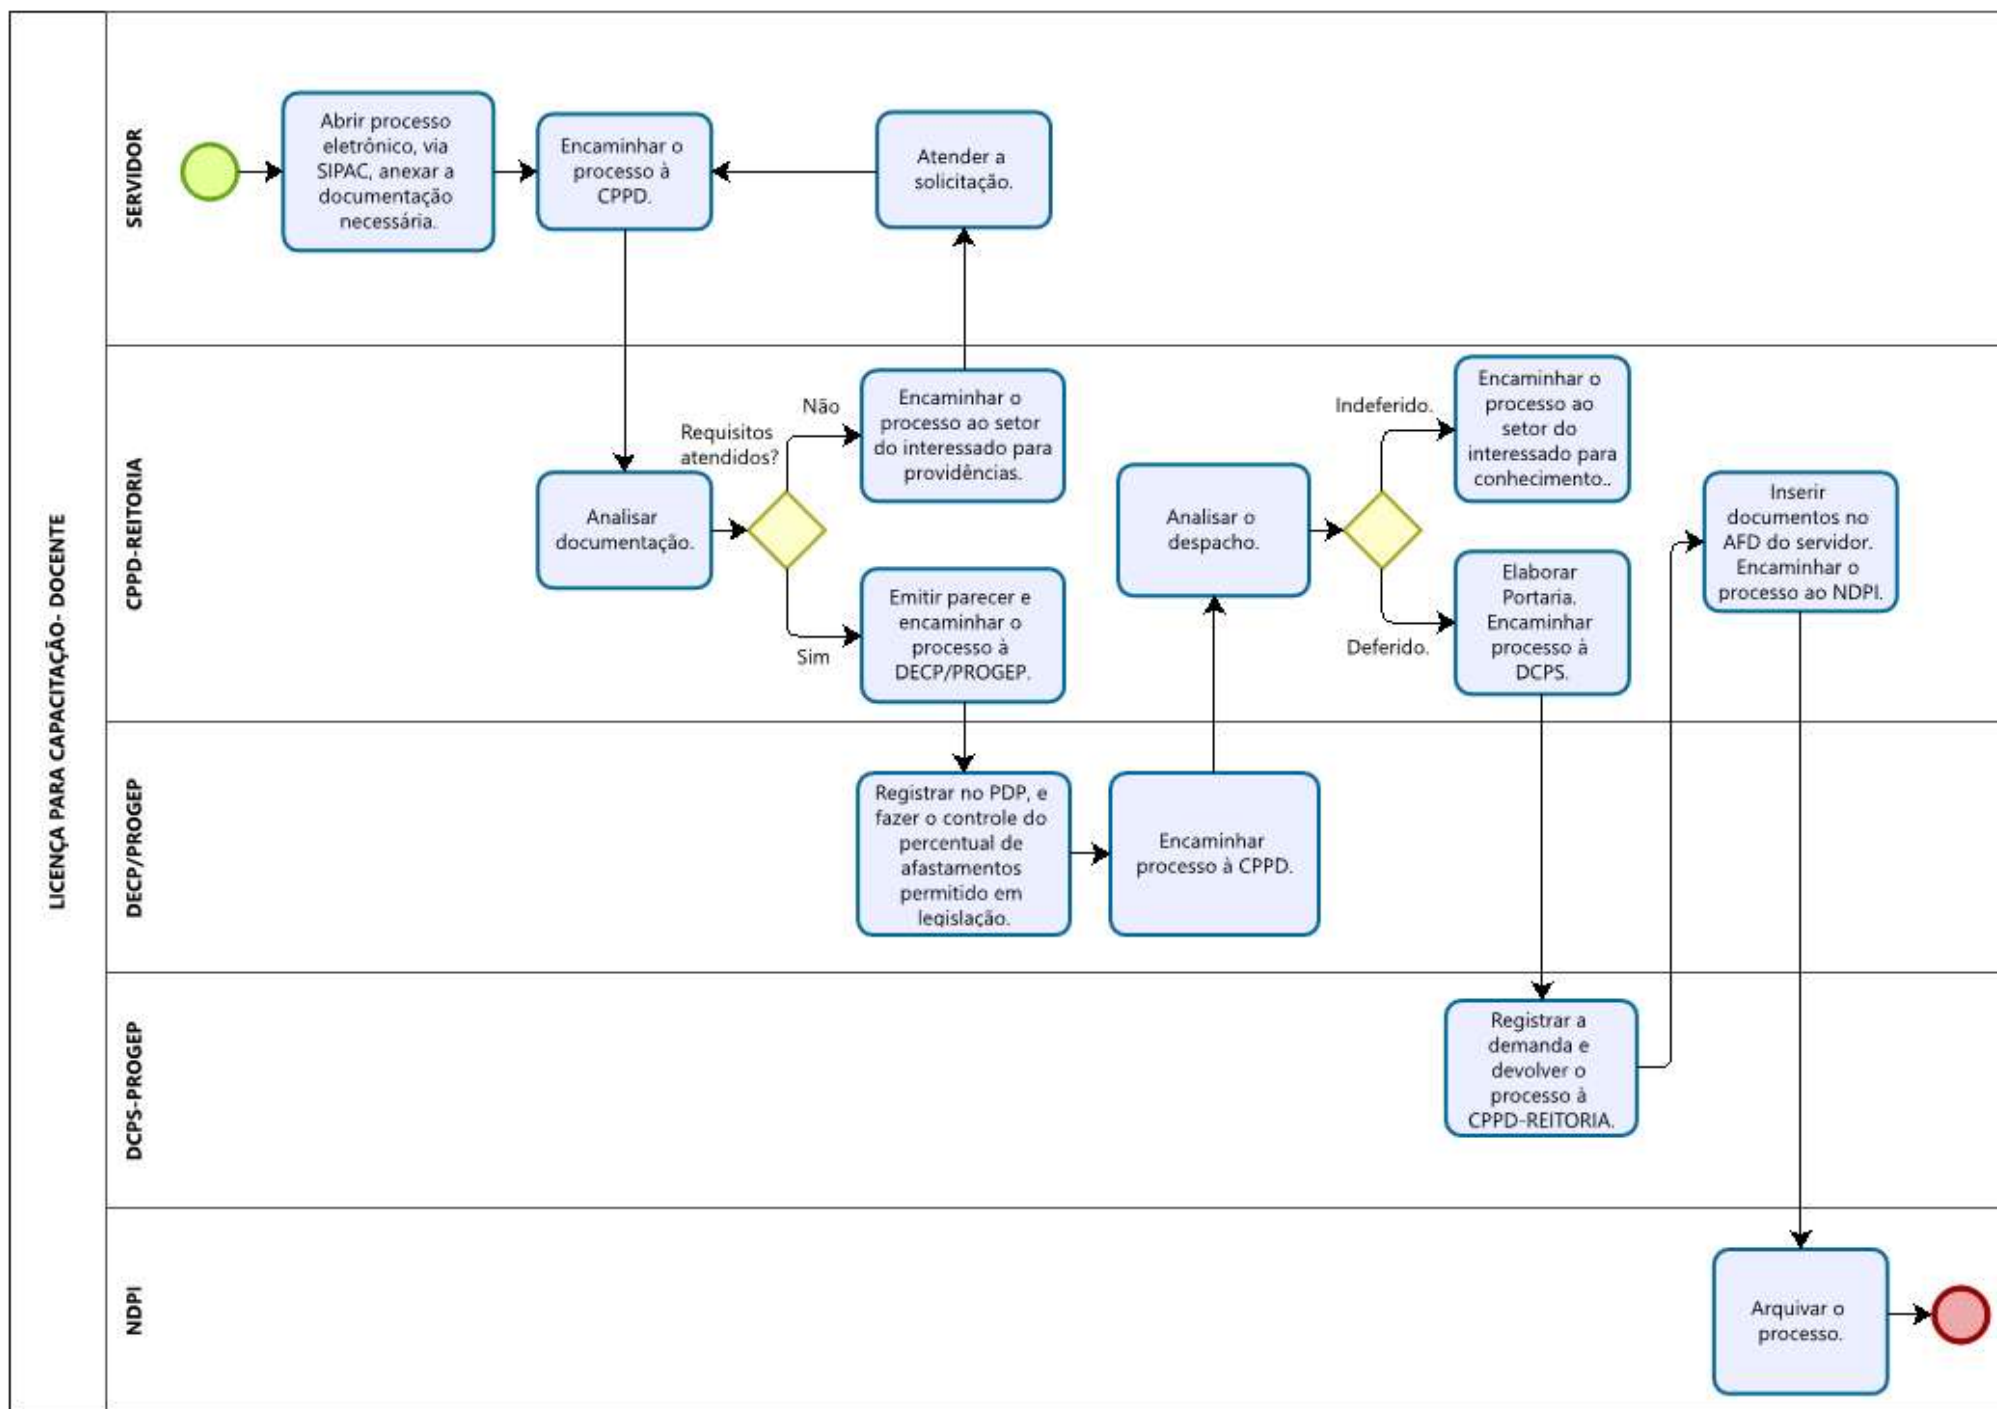 LICENÇA PARA CAPACITAÇÃO- DOCENTE
SERVIDOR
Abrir processo
eletrônico, via
SIPAC, anexar a
documentação
necessária.
Encaminhar o
processo à
CPPD.
Atender a
solicitação.
CPPD-REITORIA
Analisar
documentação.
Requisitos
atendidos?
Não
Encaminhar o
processo ao setor
do interessado para
providências.
Sim
Emitir parecer e
encaminhar o
processo à
DECP/PROGEP.
Analisar o
despacho.
Indeferido.
Encaminhar o
processo ao
setor do
interessado para
conhecimento..
Deferido.
Elaborar
Portaria.
Encaminhar
processo à
DCPS.
Inserir
documentos no
AFD do servidor.
Encaminhar o
processo ao NDPI.
DECP/PROGEP
Registrar no PDP, e
fazer o controle do
percentual de
afastamentos
permitido em
legislação.
Encaminhar
processo à CPPD.
DCPS-PROGEP
Registrar a
demanda e
devolver o
processo à
CPPD-REITORIA.
NDPI
Arquivar o
processo.